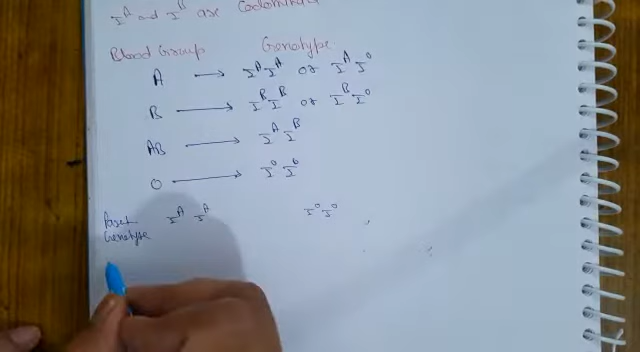 I^A and I^B are Codominant
Blood Group Genotype
A → I^A I^A or I^A I^O
B → I^B I^B or I^B I^O
AB → I^A I^B
O → I^O I^O
Parent I^A I^A I^O I^O
Genotype